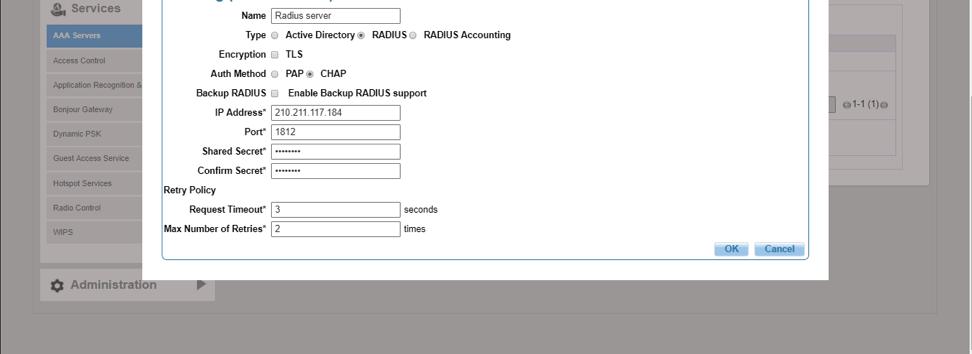 Services
AAA Servers
Access Control
Application Recognition &
Bonjour Gateway
Dynamic PSK
Guest Access Service
Hotspot Services
Radio Control
WIPS
Administration
Name Radius server
Type Active Directory RADIUS RADIUS Accounting
Encryption TLS
Auth Method PAP CHAP
Backup RADIUS Enable Backup RADIUS support
IP Address* 210.211.117.184
Port* 1812
Shared Secret* ••••••••
Confirm Secret* ••••••••
Retry Policy
Request Timeout* 3 seconds
Max Number of Retries* 2 times
OK Cancel
1-1 (1)